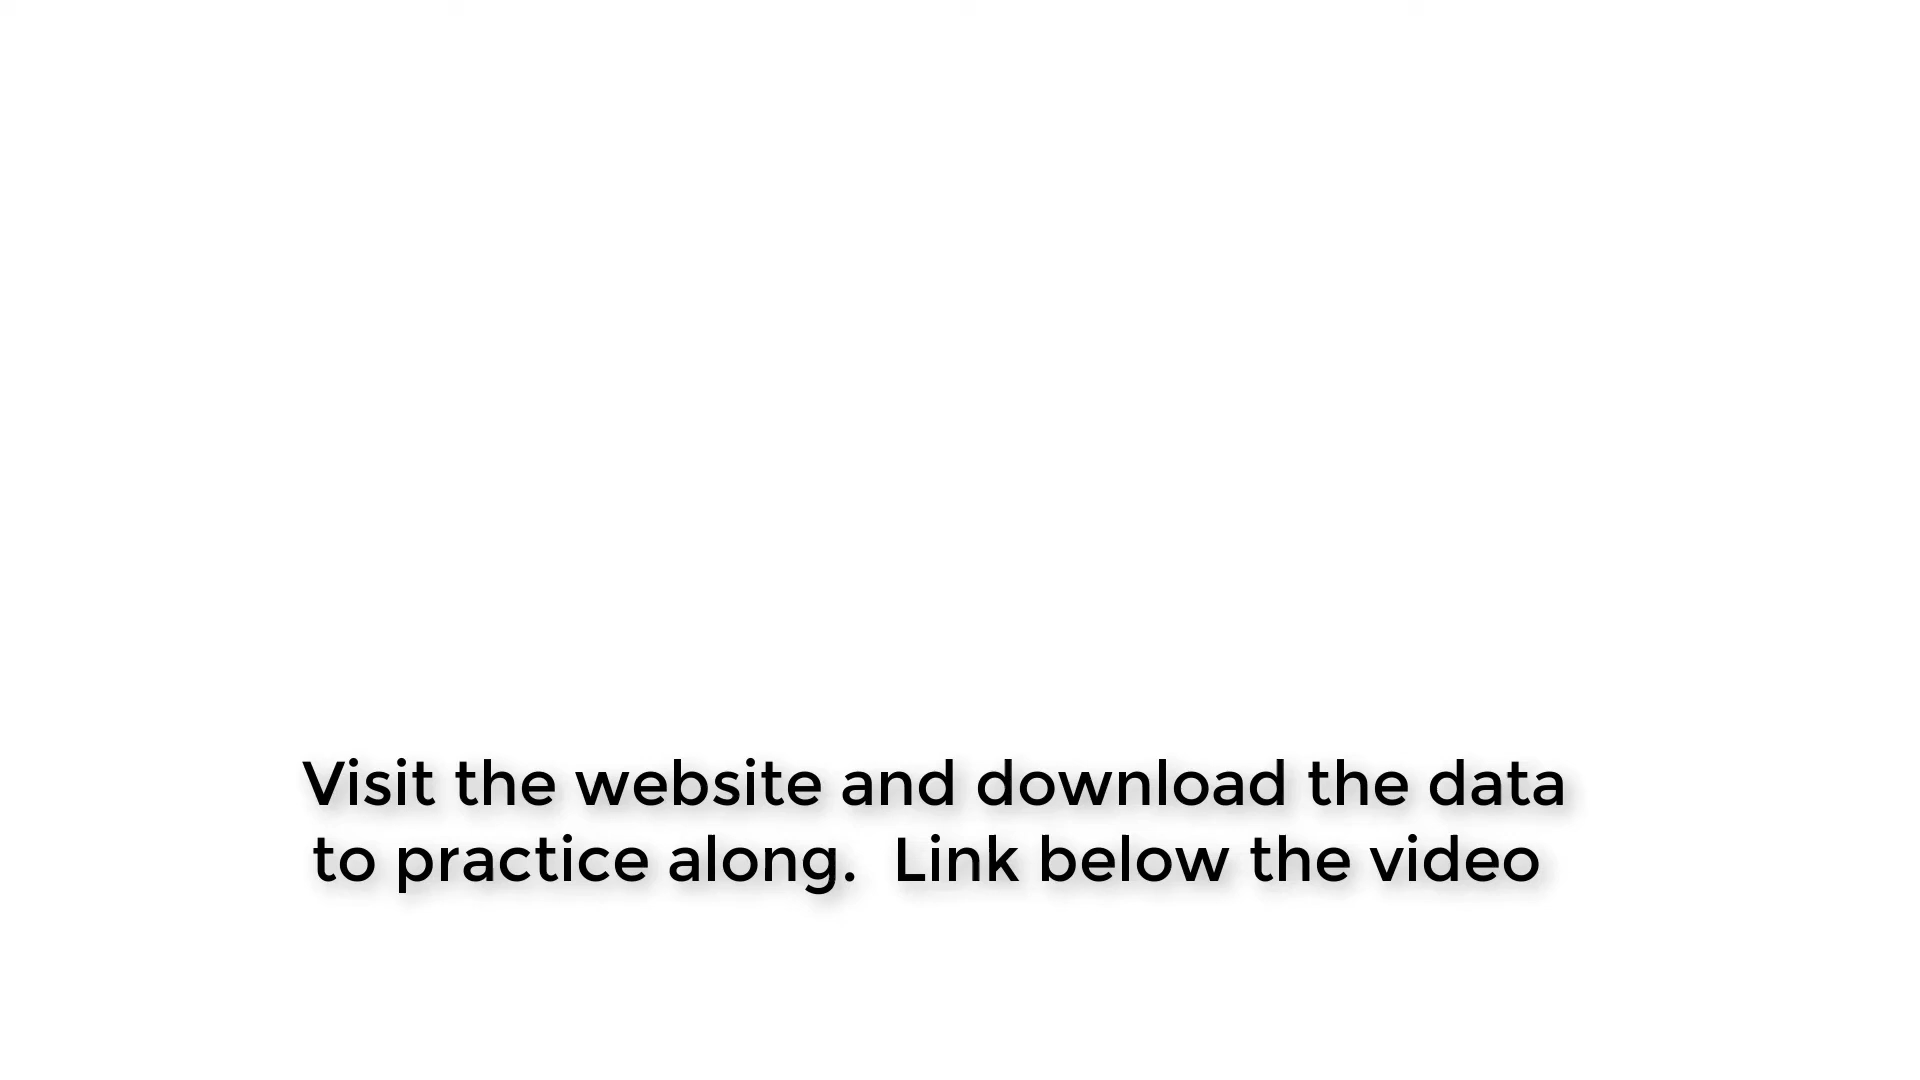 Visit the website and download the data
to practice along.  Link below the video